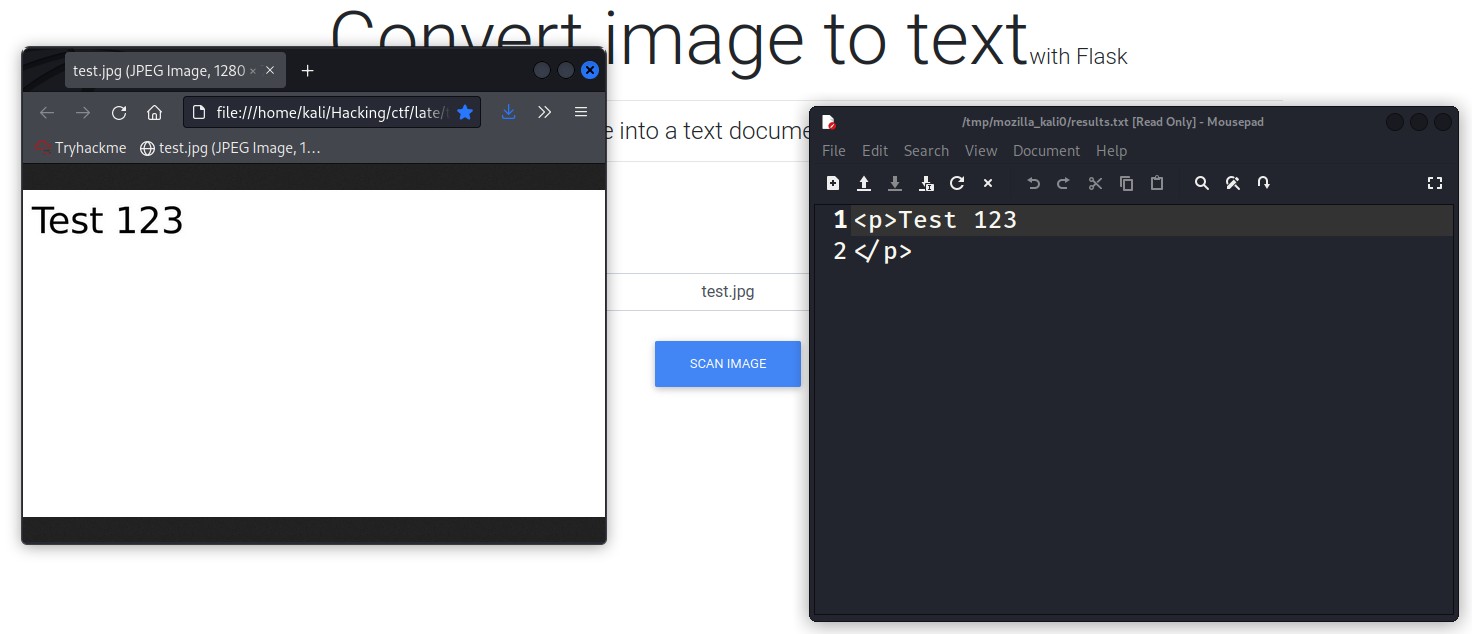 Convert image to text with Flask
e into a text docume
test.jpg
SCAN IMAGE
test.jpg (JPEG Image, 1280
file:///home/kali/Hacking/ctf/late/
Tryhackme test.jpg (JPEG Image, 1...
Test 123
/tmp/mozilla_kali0/results.txt [Read Only] - Mousepad
File Edit Search View Document Help
1 <p>Test 123
2 </p>